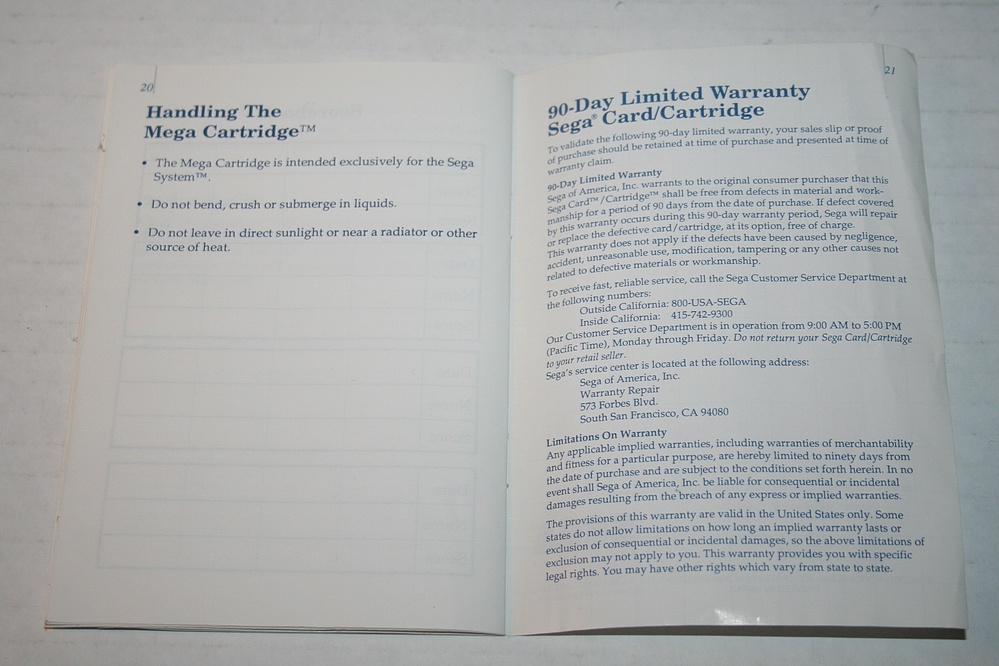 20
Handling The
Mega Cartridge™
• The Mega Cartridge is intended exclusively for the Sega
System™.
• Do not bend, crush or submerge in liquids.
• Do not leave in direct sunlight or near a radiator or other
source of heat.
21
90-Day Limited Warranty
Sega® Card/Cartridge
To validate the following 90-day limited warranty, your sales slip or proof
of purchase should be retained at time of purchase and presented at time of
warranty claim.
90-Day Limited Warranty
Sega of America, Inc. warrants to the original consumer purchaser that this
Sega Card™/Cartridge™ shall be free from defects in material and work-
manship for a period of 90 days from the date of purchase. If defect covered
by this warranty occurs during this 90-day warranty period, Sega will repair
or replace the defective card/cartridge, at its option, free of charge.
This warranty does not apply if the defects have been caused by negligence,
accident, unreasonable use, modification, tampering or any other causes not
related to defective materials or workmanship.
To receive fast, reliable service, call the Sega Customer Service Department at
the following numbers:
Outside California: 800-USA-SEGA
Inside California: 415-742-9300
Our Customer Service Department is in operation from 9:00 AM to 5:00 PM
(Pacific Time), Monday through Friday. Do not return your Sega Card/Cartridge
to your retail seller.
Sega's service center is located at the following address:
Sega of America, Inc.
Warranty Repair
573 Forbes Blvd.
South San Francisco, CA 94080
Limitations On Warranty
Any applicable implied warranties, including warranties of merchantability
and fitness for a particular purpose, are hereby limited to ninety days from
the date of purchase and are subject to the conditions set forth herein. In no
event shall Sega of America, Inc. be liable for consequential or incidental
damages resulting from the breach of any express or implied warranties.
The provisions of this warranty are valid in the United States only. Some
states do not allow limitations on how long an implied warranty lasts or
exclusion of consequential or incidental damages, so the above limitations of
exclusion may not apply to you. This warranty provides you with specific
legal rights. You may have other rights which vary from state to state.